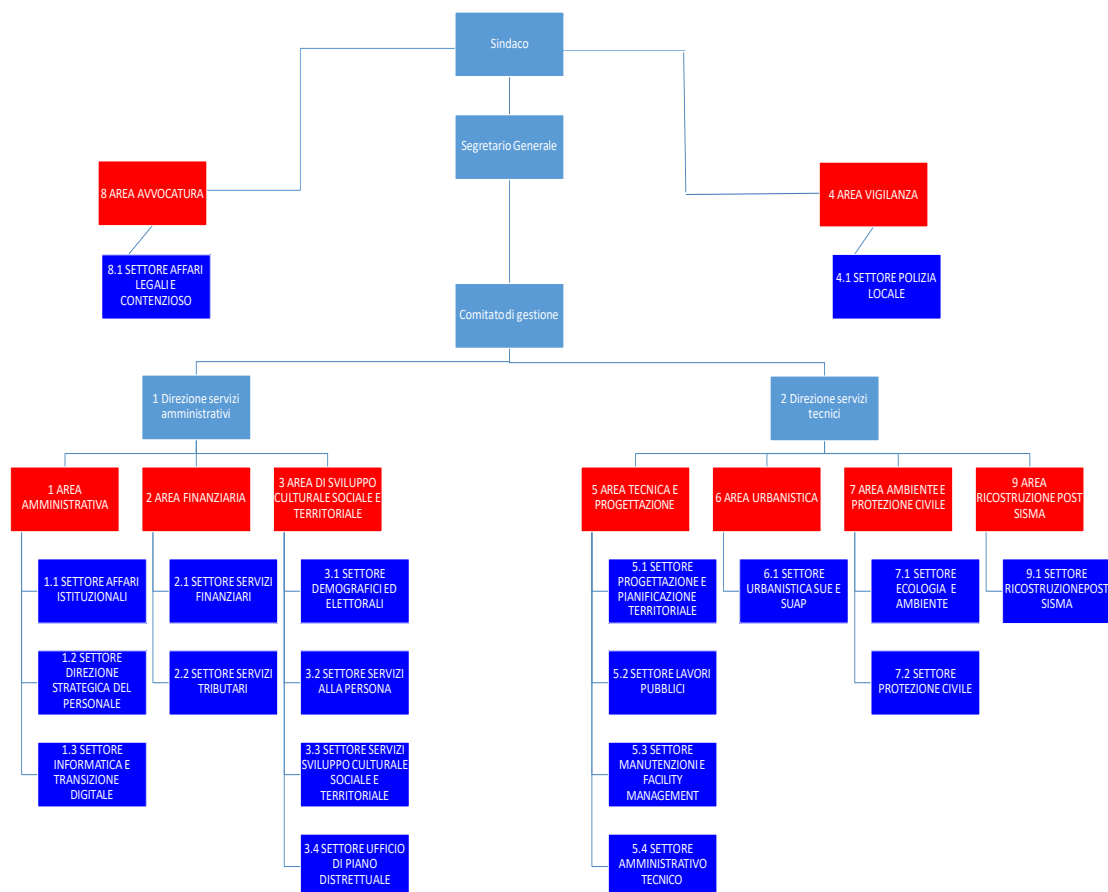 Sindaco
Segretario Generale
8 AREA AVVOCATURA
4 AREA VIGILANZA
8.1 SETTORE AFFARI
LEGALI E
CONTENZIOSO
4.1 SETTORE POLIZIA
LOCALE
Comitato di gestione
1 Direzione servizi
amministrativi
2 Direzione servizi
tecnici
1 AREA
AMMINISTRATIVA
2 AREA FINANZIARIA
3 AREA DI SVILUPPO
CULTURALE SOCIALE E
TERRITORIALE
5 AREA TECNICA E
PROGETTAZIONE
6 AREA URBANISTICA
7 AREA AMBIENTE E
PROTEZIONE CIVILE
9 AREA
RICOSTRUZIONE POST
SISMA
1.1 SETTORE AFFARI
ISTITUZIONALI
2.1 SETTORE SERVIZI
FINANZIARI
3.1 SETTORE
DEMOGRAFICI ED
ELETTORALI
5.1 SETTORE
PROGETTAZIONE E
PIANIFICAZIONE
TERRITORIALE
6.1 SETTORE
URBANISTICA SUE E
SUAP
7.1 SETTORE
ECOLOGIA E
AMBIENTE
9.1 SETTORE
RICOSTRUZIONE POST
SISMA
1.2 SETTORE
DIREZIONE
STRATEGICA DEL
PERSONALE
2.2 SETTORE SERVIZI
TRIBUTARI
3.2 SETTORE SERVIZI
ALLA PERSONA
5.2 SETTORE LAVORI
PUBBLICI
7.2 SETTORE
PROTEZIONE CIVILE
1.3 SETTORE
INFORMATICA E
TRANSIZIONE
DIGITALE
3.3 SETTORE SERVIZI
SVILUPPO CULTURALE
SOCIALE E
TERRITORIALE
5.3 SETTORE
MANUTENZIONI E
FACILITY
MANAGEMENT
3.4 SETTORE UFFICIO
DI PIANO
DISTRETTUALE
5.4 SETTORE
AMMINISTRATIVO
TECNICO